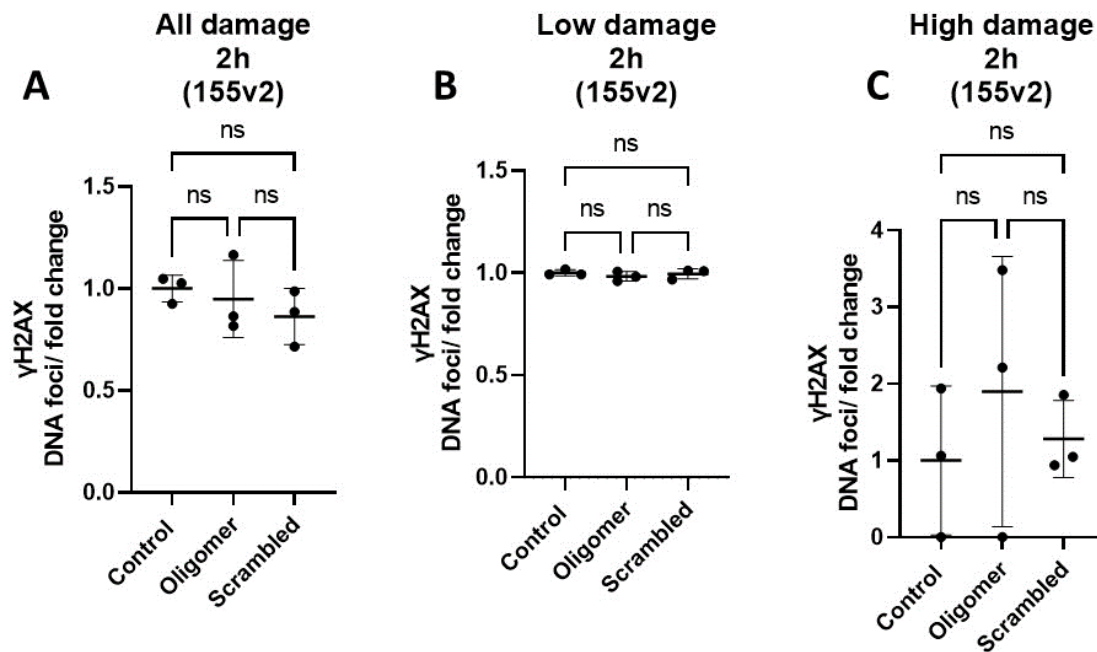 A
All damage
2h
(155v2)
ns
ns
ns
1.5
1.0
0.5
0.0
γH2AX
DNA foci/ fold change
Control
Oligomer
Scrambled
B
Low damage
2h
(155v2)
ns
ns
ns
1.5
1.0
0.5
0.0
γH2AX
DNA foci/ fold change
Control
Oligomer
Scrambled
C
High damage
2h
(155v2)
ns
ns
ns
4
3
2
1
0
γH2AX
DNA foci/ fold change
Control
Oligomer
Scrambled